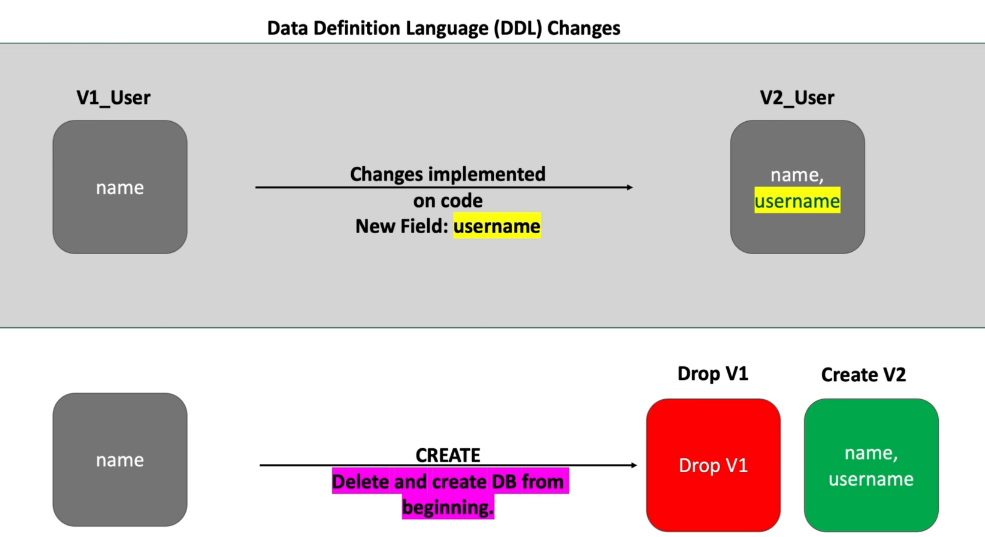 Data Definition Language (DDL) Changes
V1_User
V2_User
name
Changes implemented
on code
New Field: username
name,
username
Drop V1
Create V2
name
CREATE
Delete and create DB from
beginning.
Drop V1
name,
username